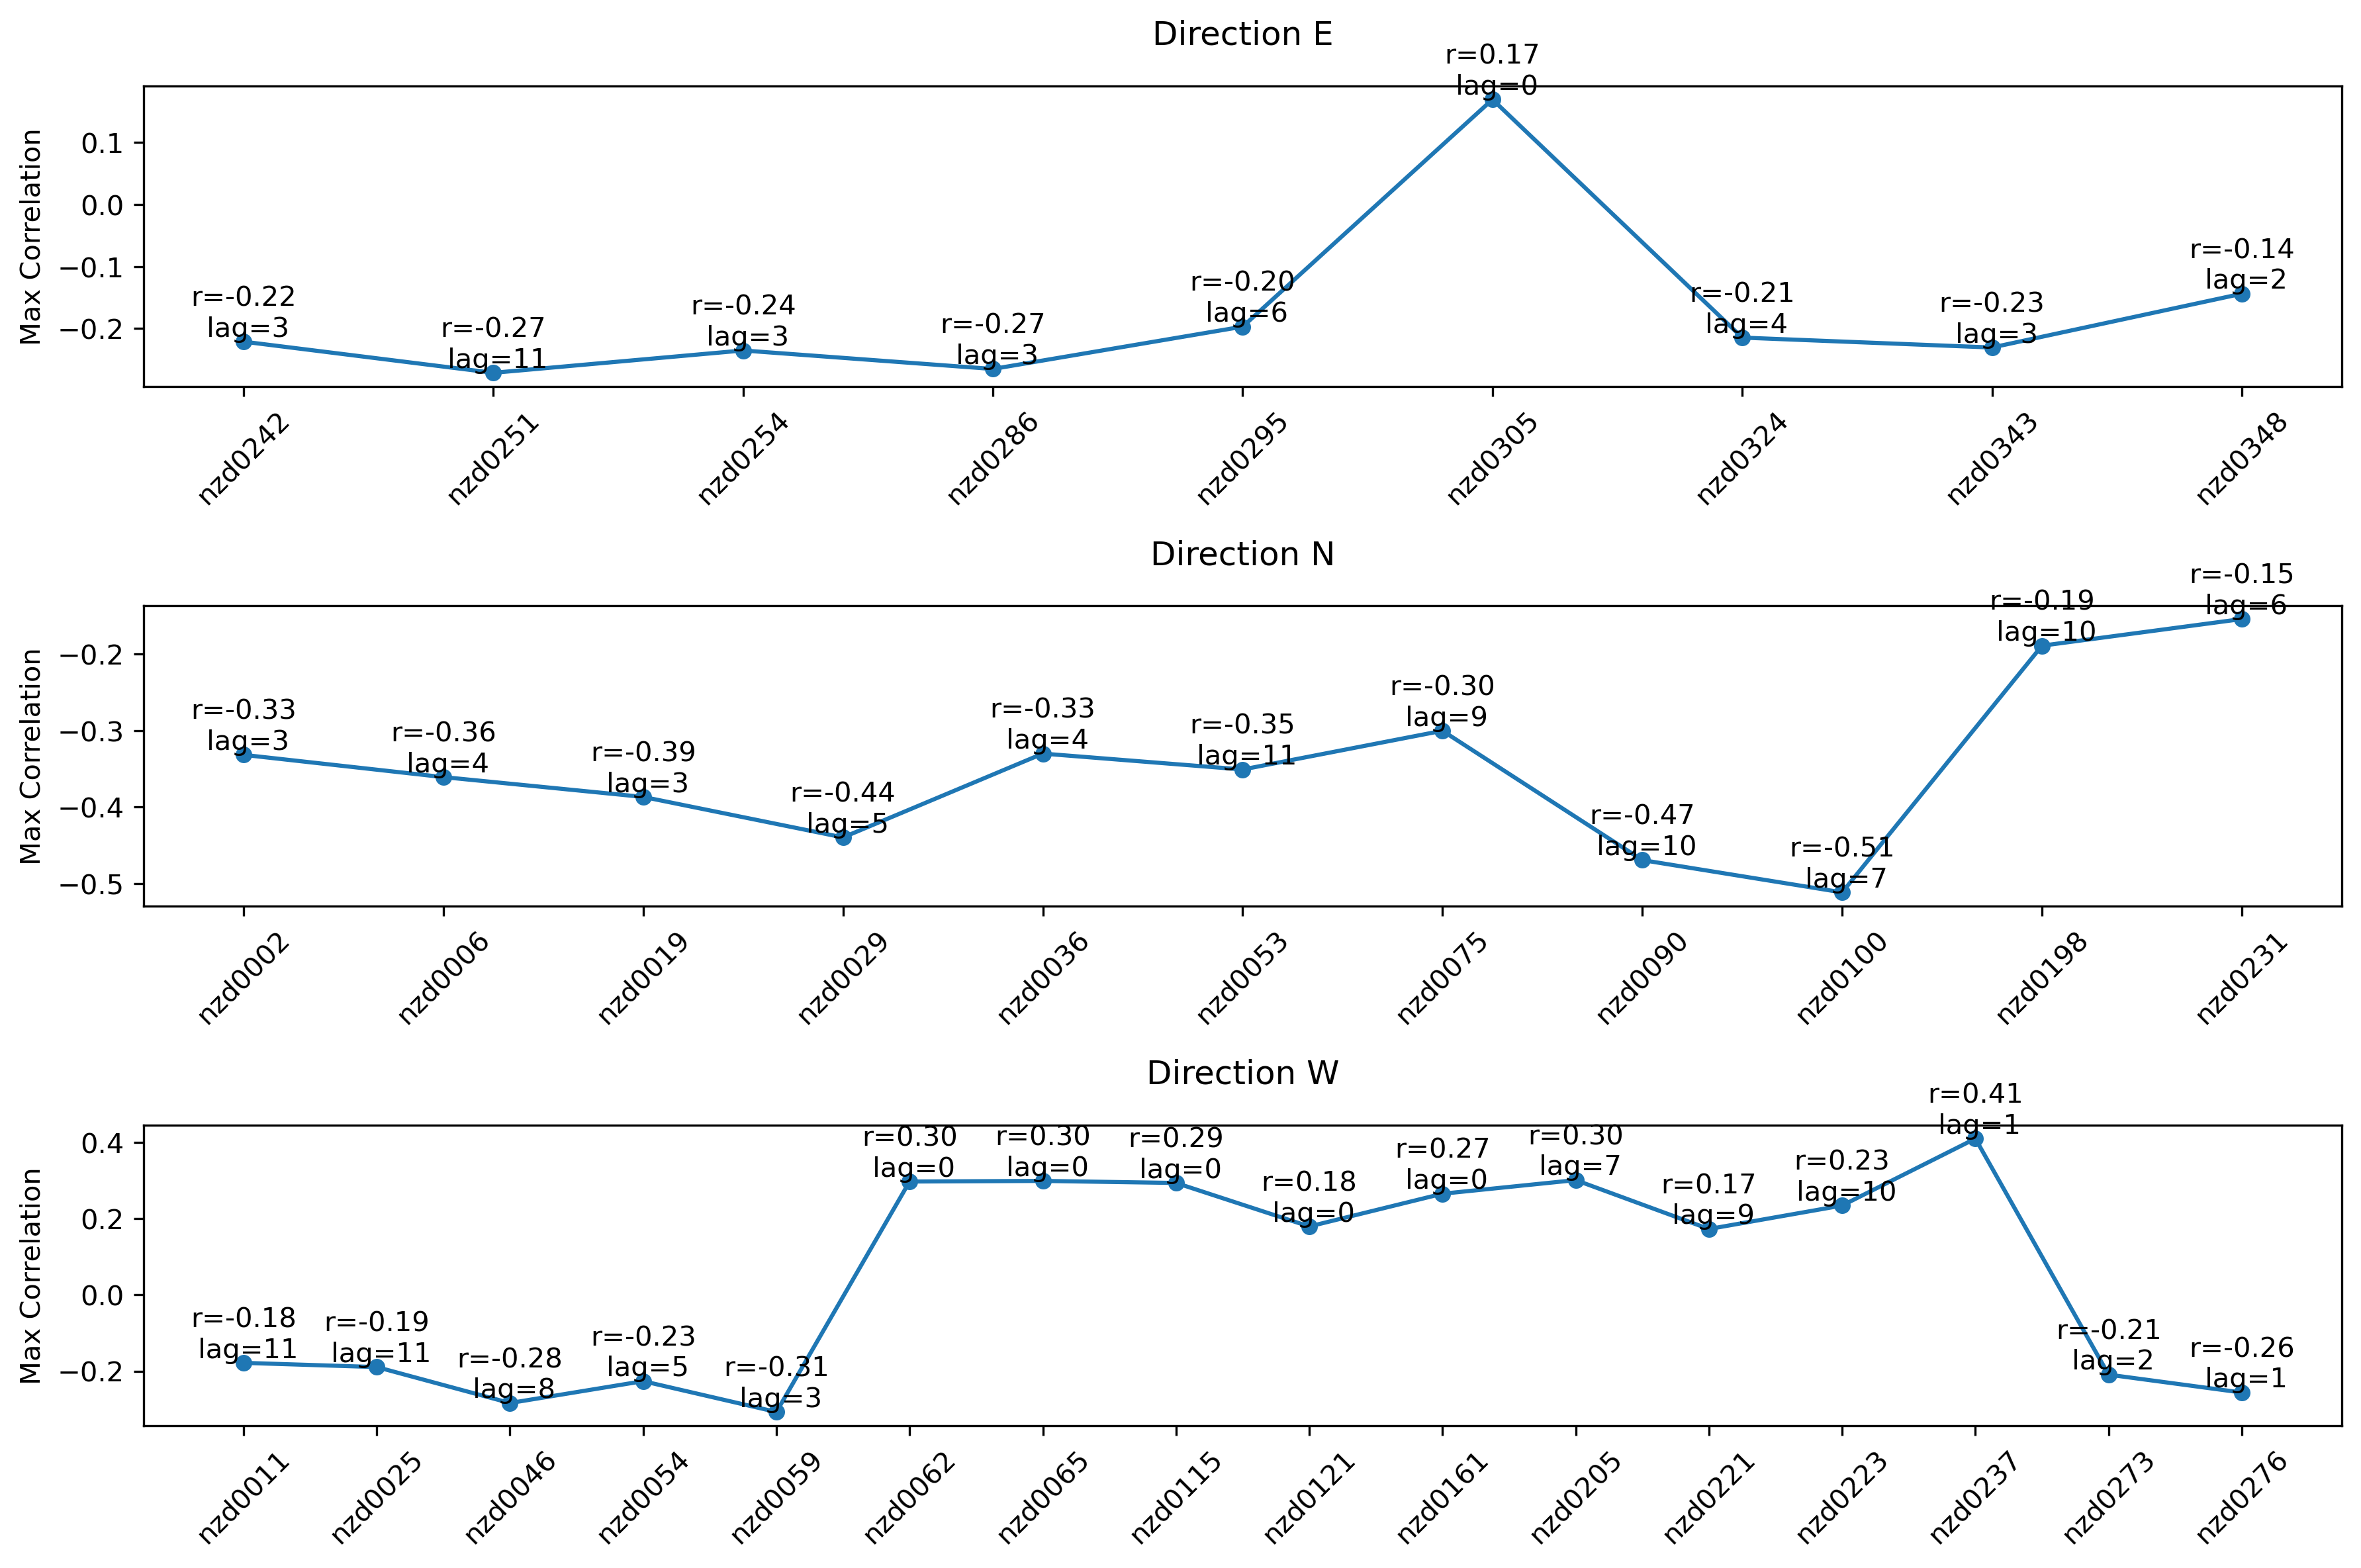 Direction E
Max Correlation
0.1
0.0
−0.1
−0.2
r=-0.22
lag=3
r=-0.27
lag=11
r=-0.24
lag=3
r=-0.27
lag=3
r=-0.20
lag=6
r=0.17
lag=0
r=-0.21
lag=4
r=-0.23
lag=3
r=-0.14
lag=2
nzd0242
nzd0251
nzd0254
nzd0286
nzd0295
nzd0305
nzd0324
nzd0343
nzd0348
Direction N
Max Correlation
−0.2
−0.3
−0.4
−0.5
r=-0.33
lag=3
r=-0.36
lag=4
r=-0.39
lag=3
r=-0.44
lag=5
r=-0.33
lag=4
r=-0.35
lag=11
r=-0.30
lag=9
r=-0.47
lag=10
r=-0.51
lag=7
r=-0.19
lag=10
r=-0.15
lag=6
nzd0002
nzd0006
nzd0019
nzd0029
nzd0036
nzd0053
nzd0075
nzd0090
nzd0100
nzd0198
nzd0231
Direction W
Max Correlation
0.4
0.2
0.0
−0.2
r=-0.18
lag=11
r=-0.19
lag=11
r=-0.28
lag=8
r=-0.23
lag=5
r=-0.31
lag=3
r=0.30
lag=0
r=0.30
lag=0
r=0.29
lag=0
r=0.18
lag=0
r=0.27
lag=0
r=0.30
lag=7
r=0.17
lag=9
r=0.23
lag=10
r=0.41
lag=1
r=-0.21
lag=2
r=-0.26
lag=1
nzd0011
nzd0025
nzd0046
nzd0054
nzd0059
nzd0062
nzd0065
nzd0115
nzd0121
nzd0161
nzd0205
nzd0221
nzd0223
nzd0237
nzd0273
nzd0276